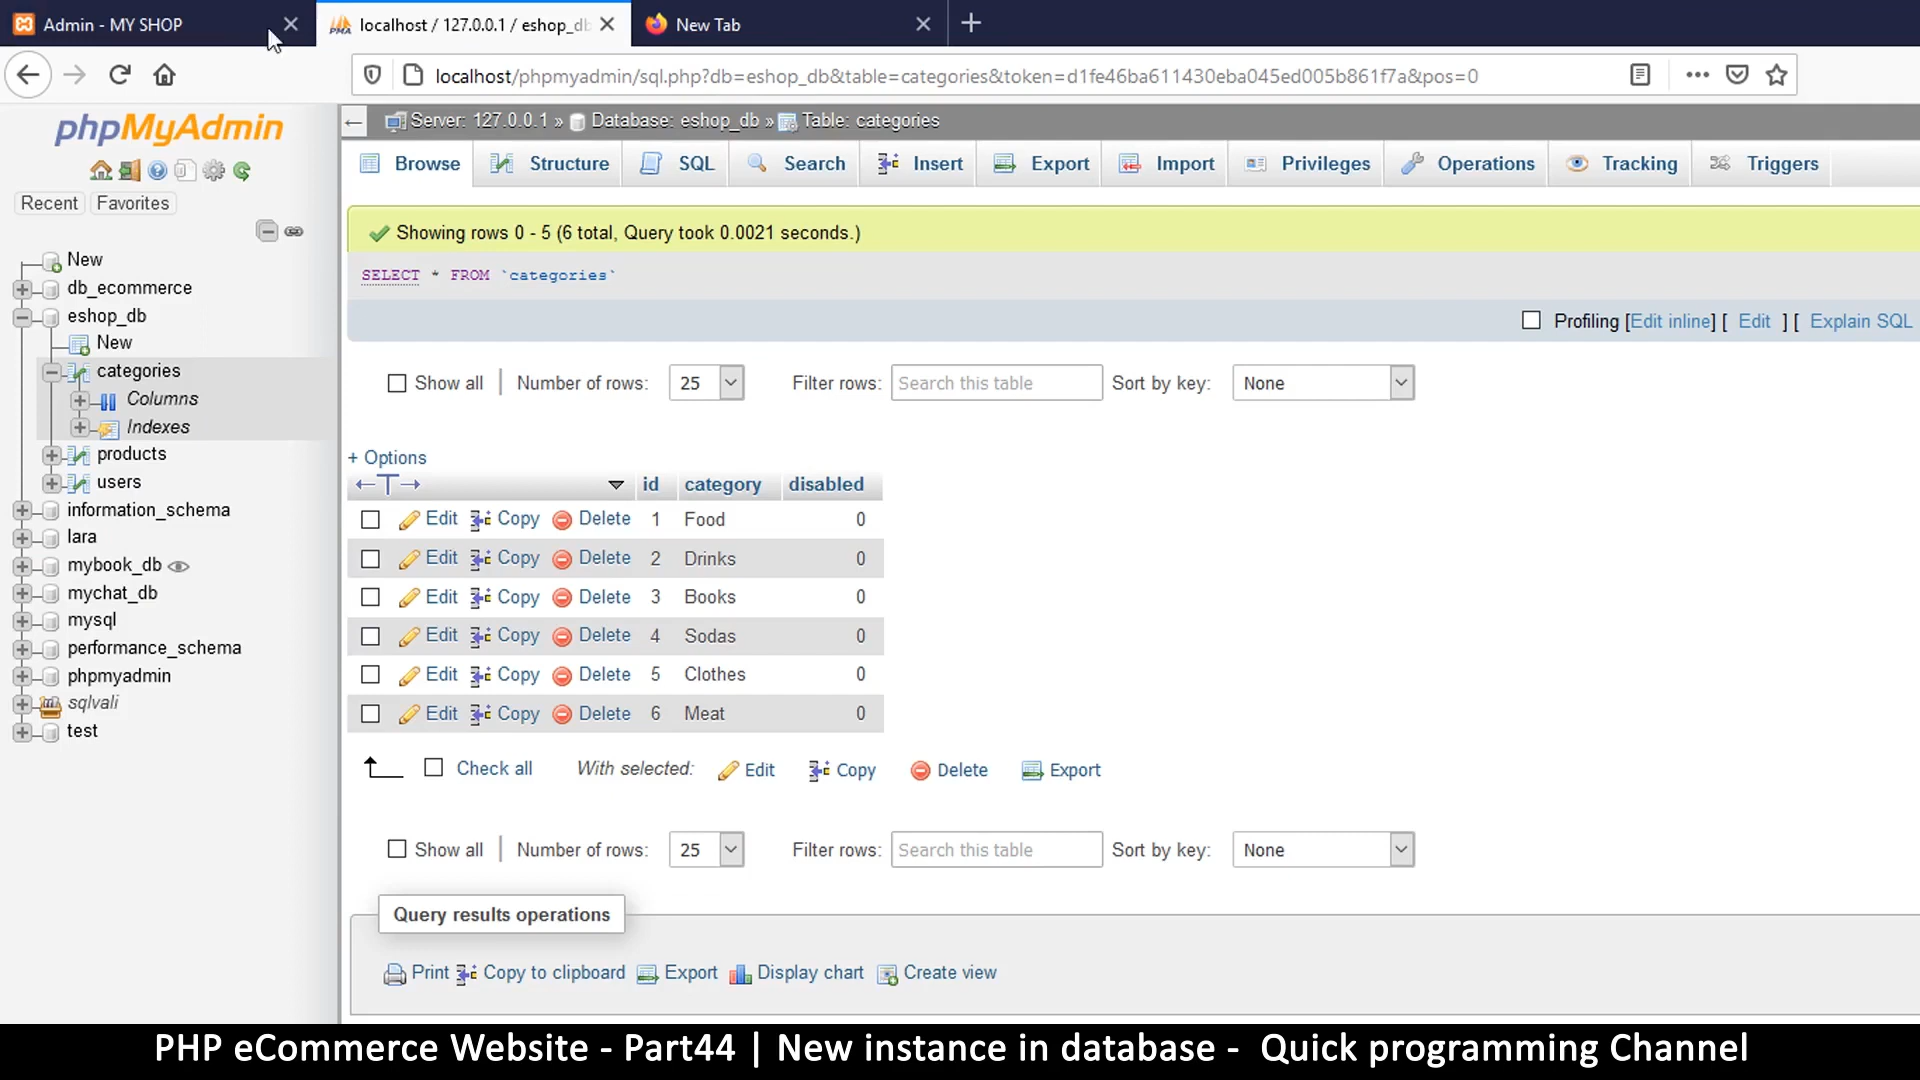 Admin - MY SHOP
localhost / 127.0.0.1 / eshop_db
New Tab
localhost/phpmyadmin/sql.php?db=eshop_db&table=categories&token=d1fe46ba611430eba045ed005b861f7a&pos=0
phpMyAdmin
Recent
Favorites
New
db_ecommerce
eshop_db
New
categories
Columns
Indexes
products
users
information_schema
lara
mybook_db
mychat_db
mysql
performance_schema
phpmyadmin
sqlvali
test
Server: 127.0.0.1 » Database: eshop_db » Table: categories
Browse Structure SQL Search Insert Export Import Privileges Operations Tracking Triggers
Showing rows 0 - 5 (6 total, Query took 0.0021 seconds.)
SELECT * FROM `categories`
Profiling [Edit inline] [ Edit ] [ Explain SQL
Show all | Number of rows: 25 Filter rows: Search this table Sort by key: None
+ Options
id category disabled
Edit Copy Delete 1 Food 0
Edit Copy Delete 2 Drinks 0
Edit Copy Delete 3 Books 0
Edit Copy Delete 4 Sodas 0
Edit Copy Delete 5 Clothes 0
Edit Copy Delete 6 Meat 0
Check all With selected: Edit Copy Delete Export
Show all | Number of rows: 25 Filter rows: Search this table Sort by key: None
Query results operations
Print Copy to clipboard Export Display chart Create view
PHP eCommerce Website - Part44 | New instance in database - Quick programming Channel